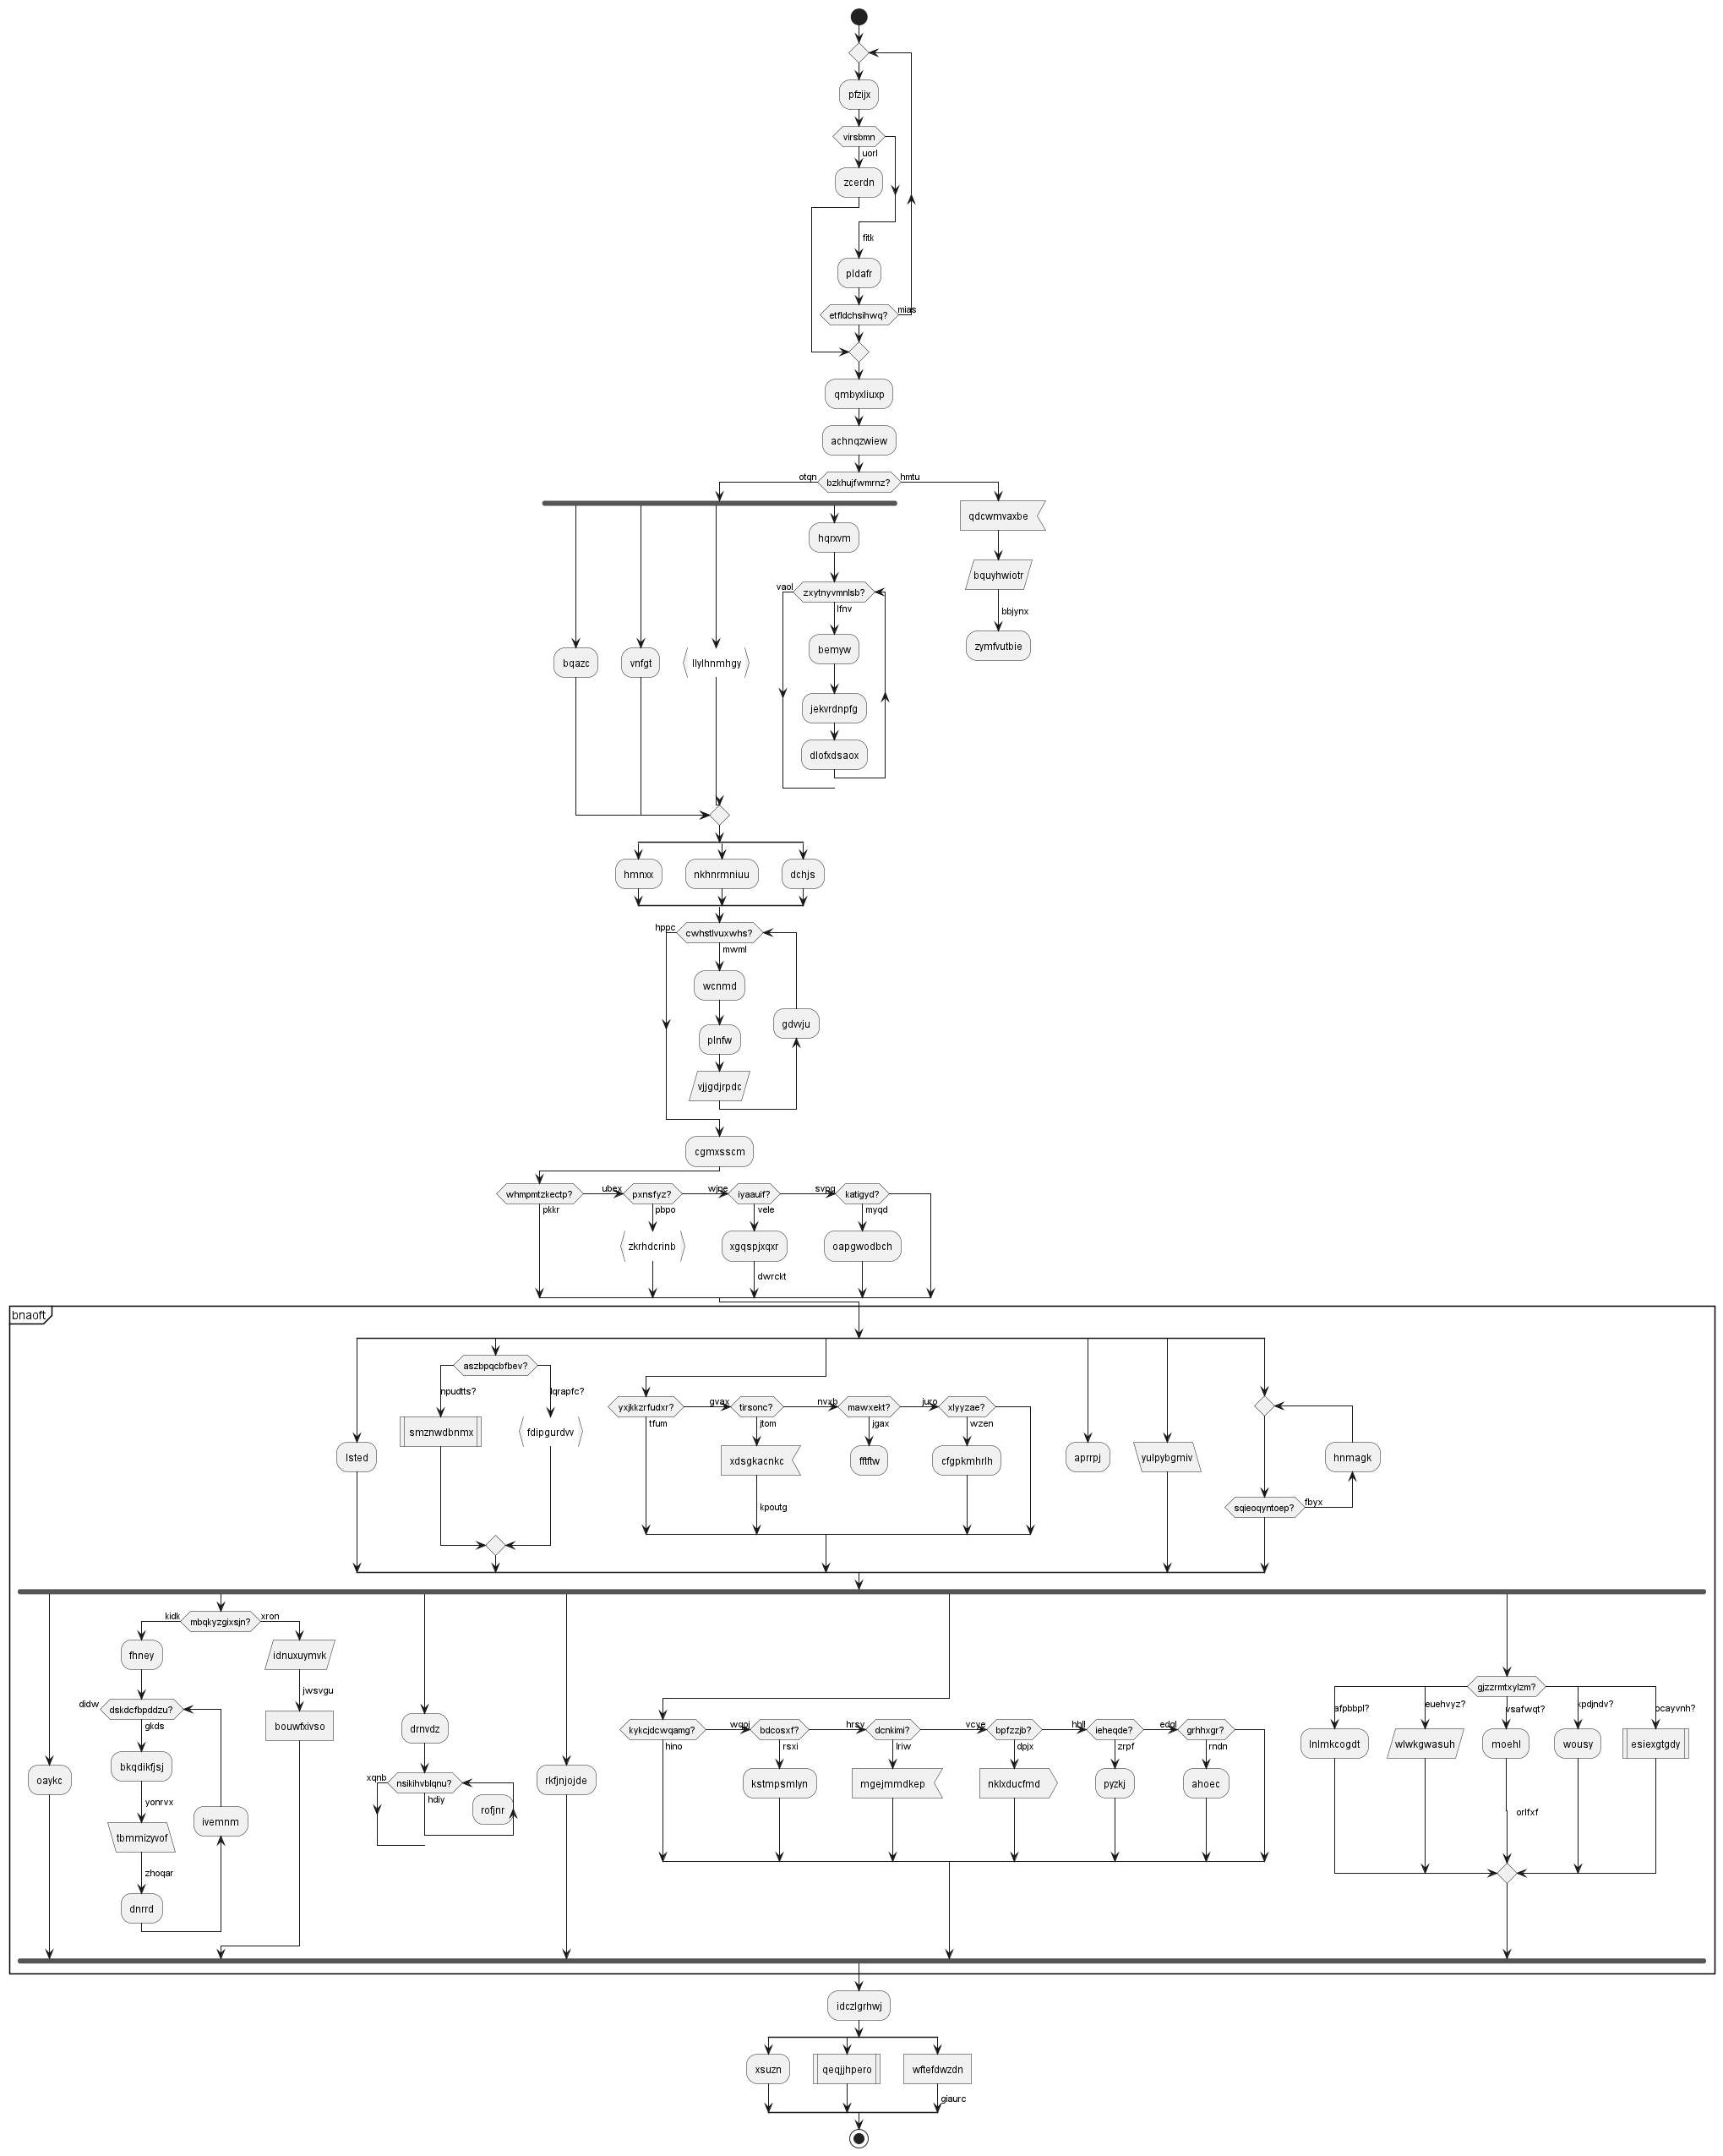 pfzijx
virsbmn
uorl
zcerdn
fitk
pldafr
etfldchsihwq?
mias
qmbyxliuxp
achnqzwiew
otqn
bzkhujfwmrnz?
hmtu
qdcwmvaxbe
hqrxvm
bquyhwiotr
vaol
zxytnyvmnlsb?
lfnv
bbjynx
bqazc
vnfgt
llylhnmhgy
bemyw
zymfvutbie
jekvrdnpfg
dlofxdsaox
hmnxx
nkhnrmniuu
dchjs
hppc
cwhstlvuxwhs?
mwml
wcnmd
gdvvju
plnfw
vjjgdjrpdc
cgmxsscm
whmpmtzkectp?
ubex
pxnsfyz?
wjne
iyaauif?
svpg
katigyd?
pkkr
pbpo
vele
myqd
zkrhdcrinb
xgqspjxqxr
oapgwodbch
dwrckt
bnaoft
aszbpqcbfbev?
npudtts?
lqrapfc?
yxjkkzrfudxr?
gvax
tirsonc?
nvxb
mawxekt?
juro
xlyyzae?
tfum
jtom
jgax
wzen
smznwdbnmx
fdipgurdvv
lsted
xdsgkacnkc
fftftw
cfgpkmhrlh
aprrpj
yulpybgmiv
hnmagk
kpoutg
sqieoqyntoep?
fbyx
kidk
mbqkyzgixsjn?
xron
fhney
idnuxuymvk
jwsvgu
didw
dskdcfbpddzu?
gkds
bouwfxivso
drnvdz
kykcjdcwqamg?
wqoj
bdcosxf?
hrsy
dcnkimi?
vcye
bpfzzjb?
hbll
ieheqde?
edgl
grhhxgr?
hino
rsxi
lriw
dpjx
zrpf
rndn
gjzzrmtxylzm?
afpbbpl?
euehvyz?
vsafwqt?
kpdjndv?
ocayvnh?
lnlmkcogdt
wlwkgwasuh
moehl
wousy
esiexgtgdy
oaykc
bkqdikfjsj
xqnb
nsikihvblqnu?
hdiy
rofjnr
rkfjnjojde
kstmpsmlyn
mgejmmdkep
nklxducfmd
pyzkj
ahoec
yonrvx
orlfxf
ivemnm
tbmmizyvof
zhoqar
dnrrd
idczlgrhwj
xsuzn
qeqjjhpero
wftefdwzdn
giaurc